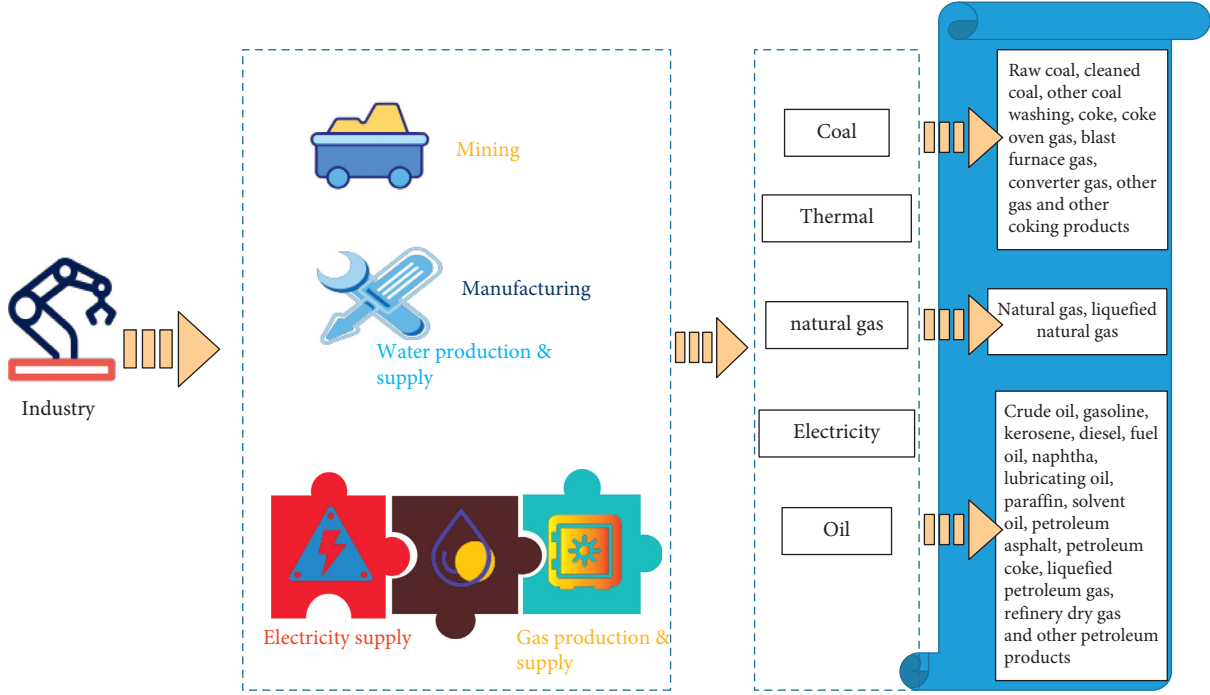 Industry
Mining
Manufacturing
Water production &
supply
Electricity supply
Gas production &
supply
Coal
Thermal
natural gas
Electricity
Oil
Raw coal, cleaned
coal, other coal
washing, coke, coke
oven gas, blast
furnace gas,
converter gas, other
gas and other
coking products
Natural gas, liquefied
natural gas
Crude oil, gasoline,
kerosene, diesel, fuel
oil, naphtha,
lubricating oil,
paraffin, solvent
oil, petroleum
asphalt, petroleum
coke, liquefied
petroleum gas,
refinery dry gas
and other petroleum
products